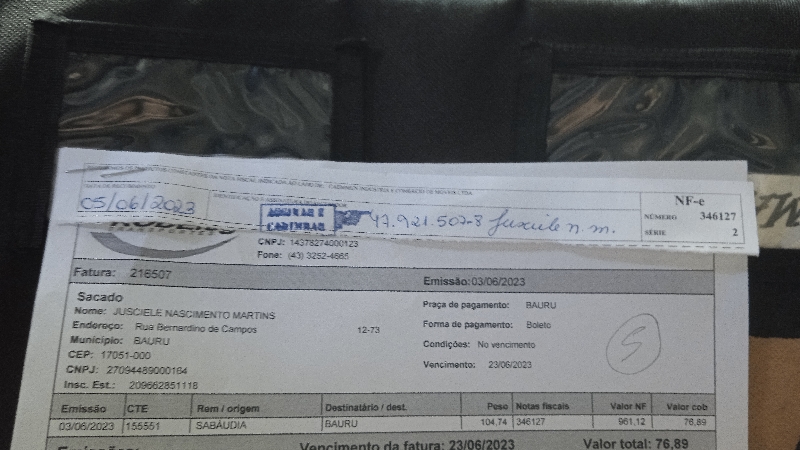 05/06/2023
ASSINAR E
CARIMBAR
47.921.507-8 Jusciele n.m.
NF-e
NÚMERO 346127
SÉRIE 2
CNPJ: 14378274000123
Fone: (43) 3252-4665
Fatura: 216507
Emissão: 03/06/2023
Sacado
Nome: JUSCIELE NASCIMENTO MARTINS
Endereço: Rua Bernardino de Campos 12-73
Município: BAURU
CEP: 17051-000
CNPJ: 27094489000164
Insc. Est.: 209662851118
Praça de pagamento: BAURU
Forma de pagamento: Boleto
Condições: No vencimento
Vencimento: 23/06/2023
5
Emissão CTE Rem / origem Destinatário / dest. Peso Notas fiscais Valor NF Valor cob
03/06/2023 155551 SABÁUDIA BAURU 104,74 346127 961,12 76,89
Vencimento da fatura: 23/06/2023 Valor total: 76,89